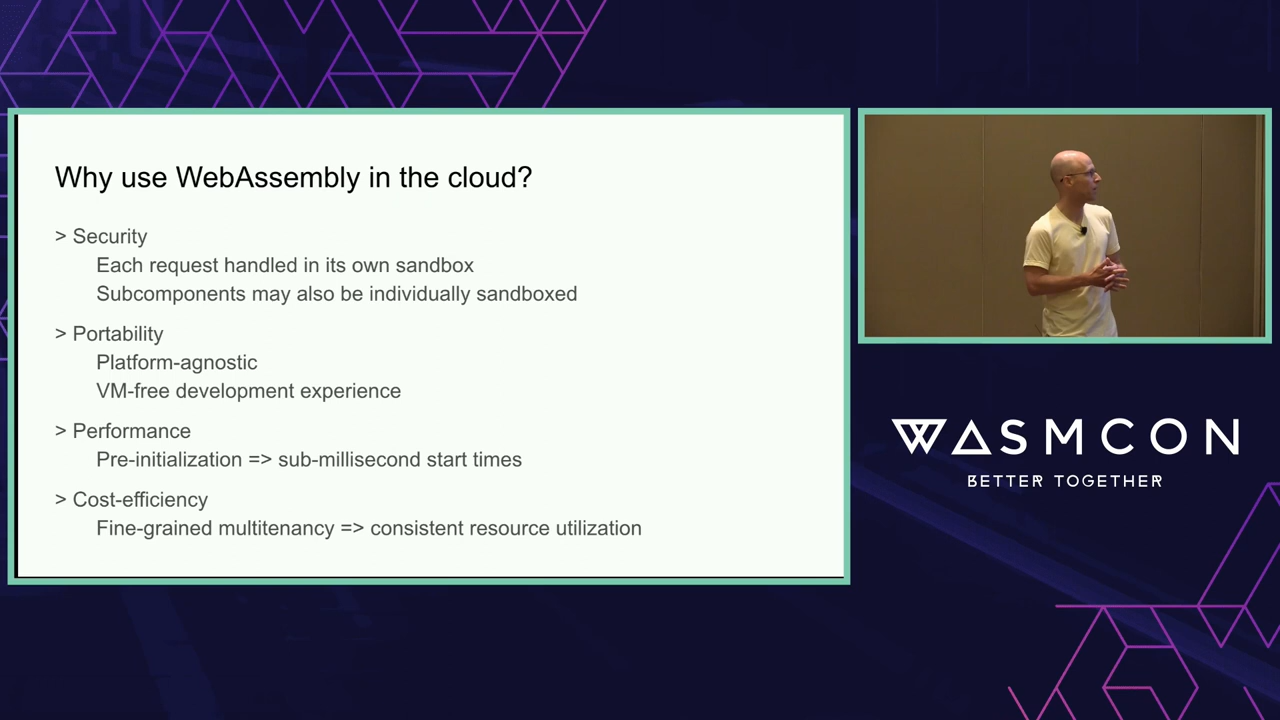 Why use WebAssembly in the cloud?
> Security
Each request handled in its own sandbox
Subcomponents may also be individually sandboxed
> Portability
Platform-agnostic
VM-free development experience
> Performance
Pre-initialization => sub-millisecond start times
> Cost-efficiency
Fine-grained multitenancy => consistent resource utilization
WASMCON
BETTER TOGETHER